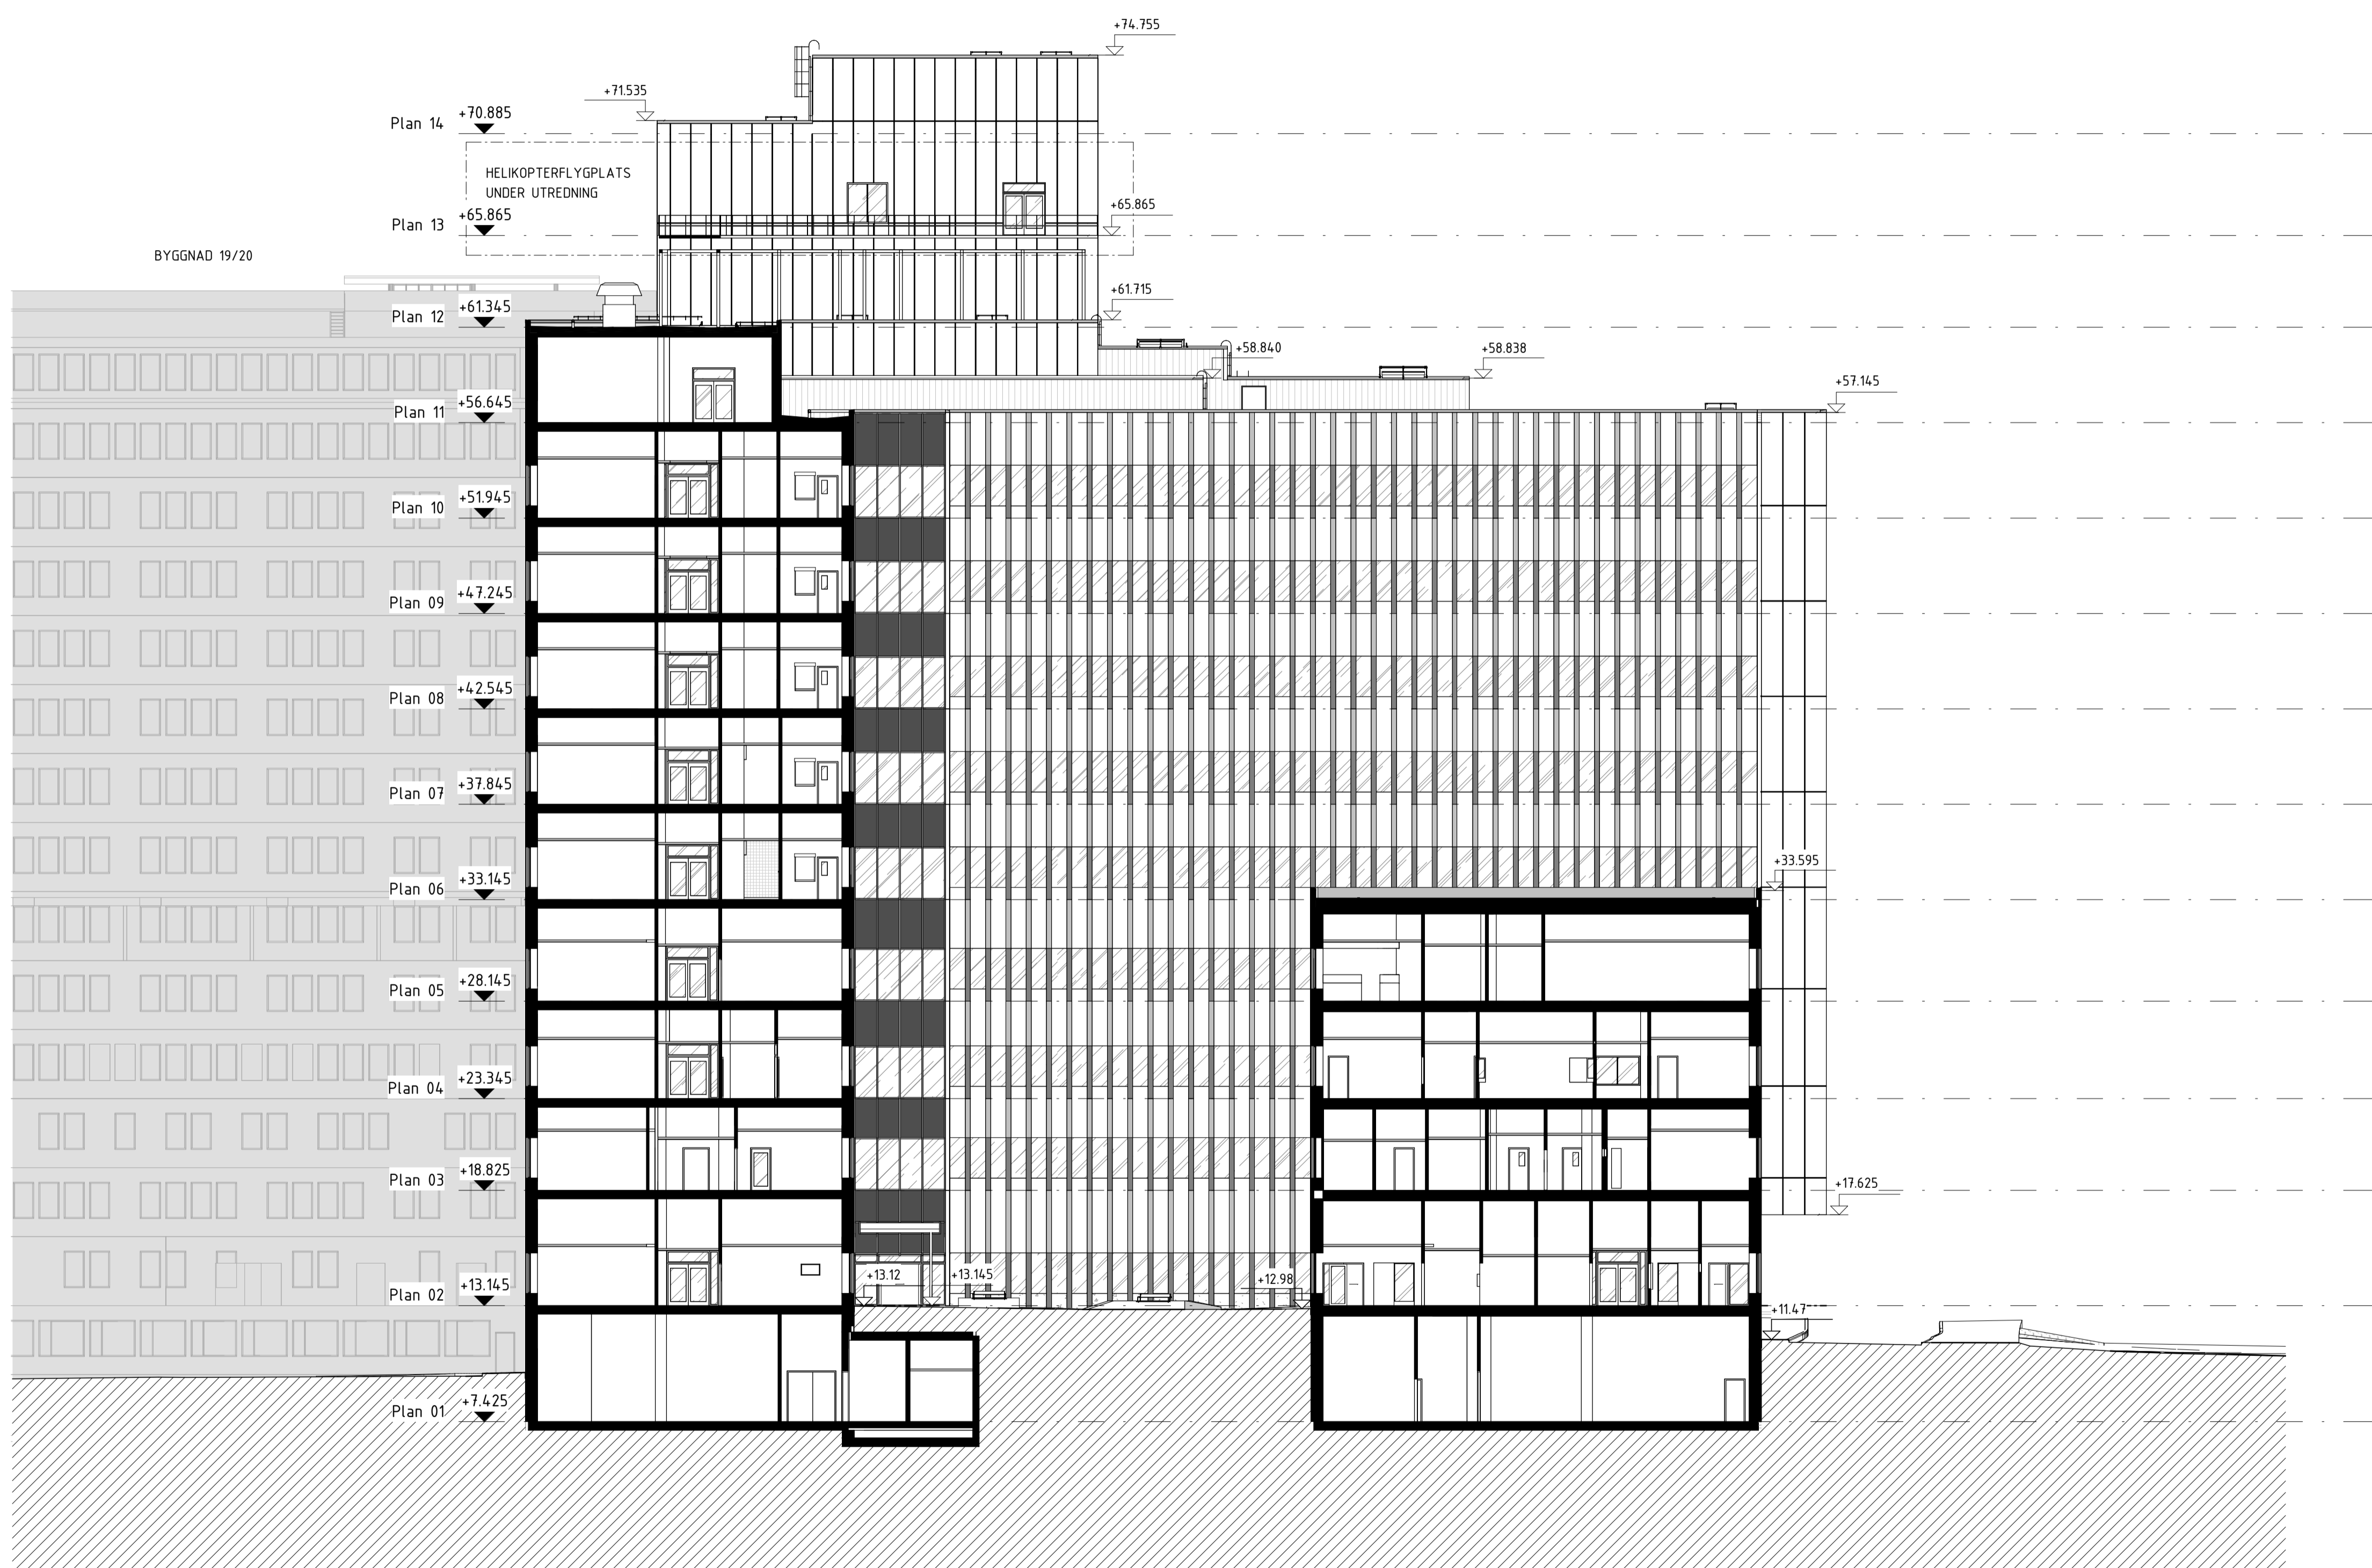 +74.755
+71.535
Plan 14 +70.885
HELIKOPTERFLYGPLATS
UNDER UTREDNING
+65.865
Plan 13 +65.865
BYGGNAD 19/20
+61.715
Plan 12 +61.345
+58.840
+58.838
+57.145
Plan 11 +56.645
Plan 10 +51.945
Plan 09 +47.245
Plan 08 +42.545
Plan 07 +37.845
+33.595
Plan 06 +33.145
Plan 05 +28.145
Plan 04 +23.345
Plan 03 +18.825
+17.625
+13.12
+13.145
+12.98
Plan 02 +13.145
+11.47
Plan 01 +7.425